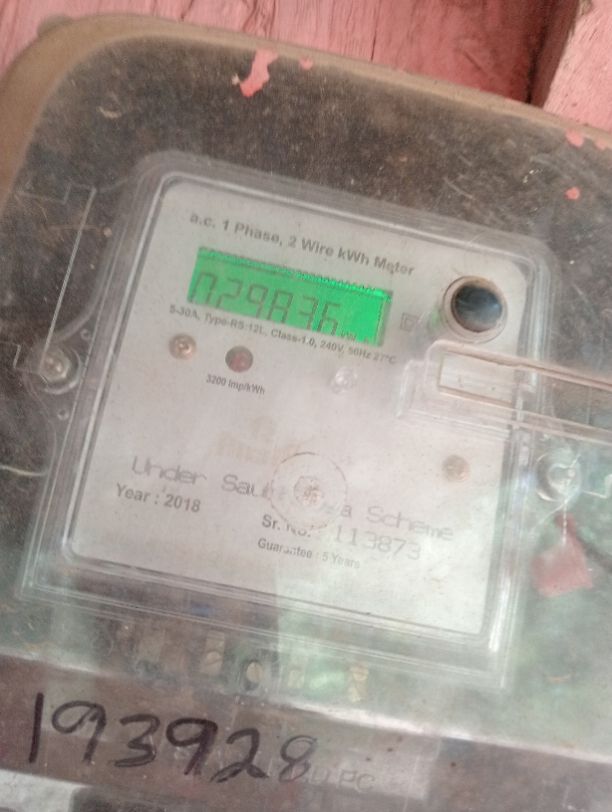 a.c. 1 Phase, 2 Wire kWh Meter
029836
5-30A, Type-RS:12L, Class-1.0, 240V, 50Hz 27°C
3200 Imp/kWh
Under Scheme
Year : 2018
Sr. No. 113873
Guarantee : 5 Years
193928